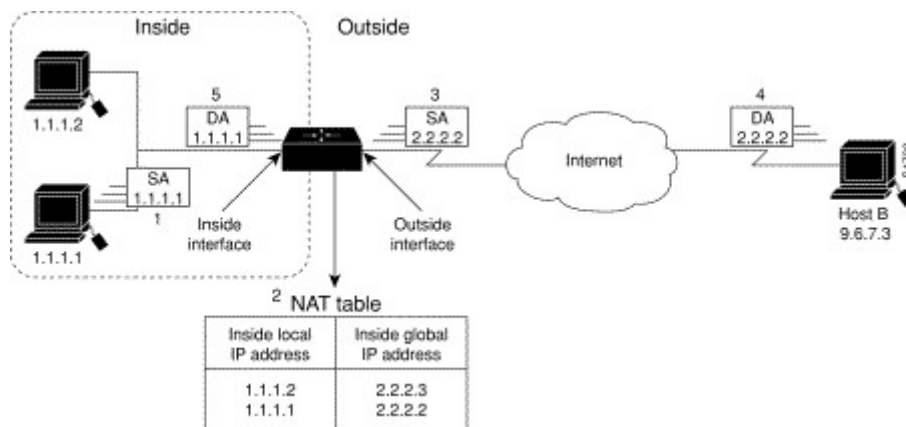 Inside
Outside
1.1.1.2
5
DA
1.1.1.1
3
SA
2.2.2.2
4
DA
2.2.2.2
Internet
SA
1.1.1.1
1
1.1.1.1
Inside
interface
Outside
interface
Host B
9.6.7.3
2
NAT table
Inside local
IP address
Inside global
IP address
1.1.1.2
2.2.2.3
1.1.1.1
2.2.2.2